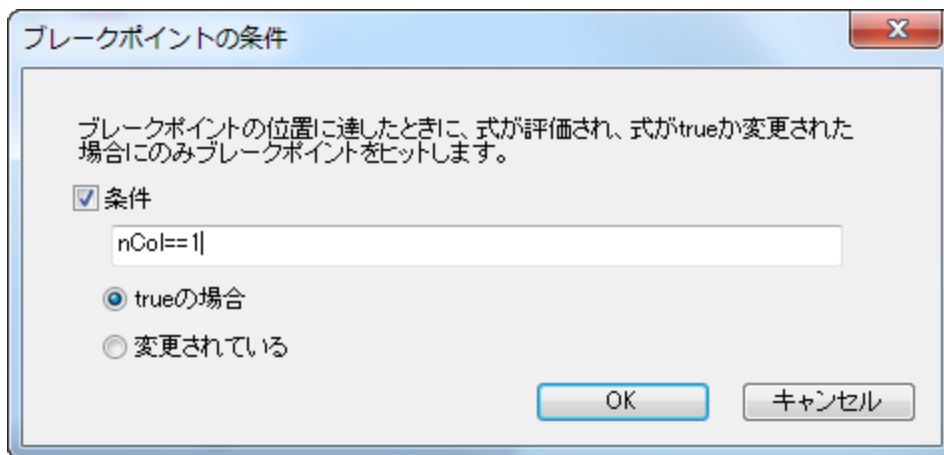 ブレークポイントの条件
ブレークポイントの位置に達したときに、式が評価され、式がtrueか変更された
場合にのみブレークポイントをヒットします。
条件
nCol==1
trueの場合
変更されている
OK キャンセル